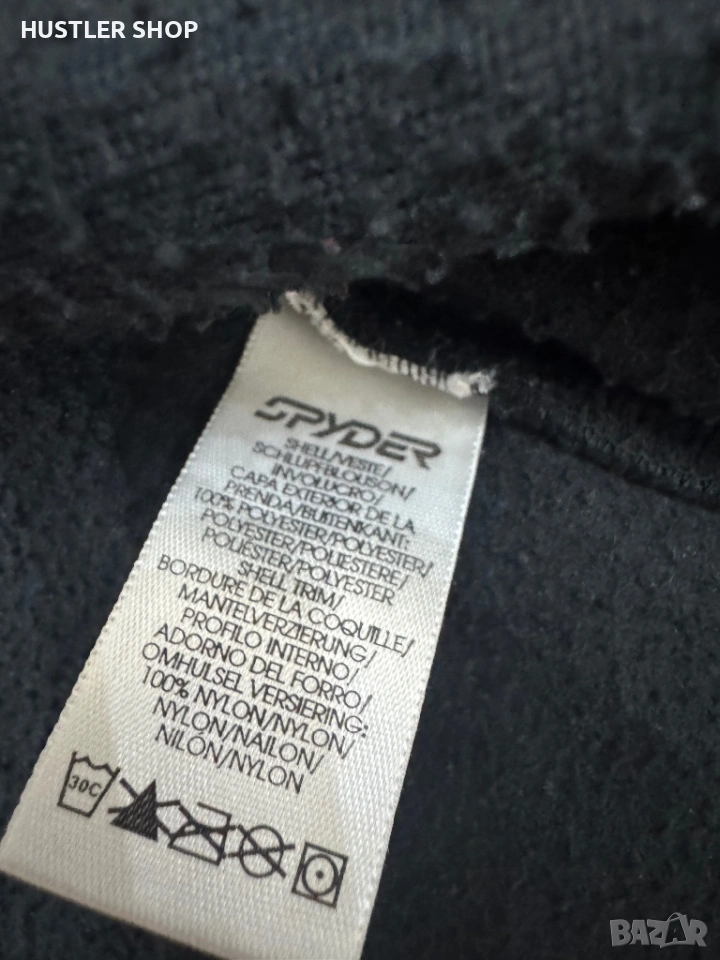 HUSTLER SHOP
SPYDER
SHELL/VESTE/
SCHLUPFBLOUSON/
INVOLUCRO/
CAPA EXTERIOR DE LA
PRENDA/BUITENKANT:
100% POLYESTER/POLYESTER/
POLYESTER/POLIESTERE/
POLIÉSTER/POLYESTER
SHELL TRIM/
BORDURE DE LA COQUILLE/
MANTELVERZIERUNG/
PROFILO INTERNO/
ADORNO DEL FORRO/
OMHULSEL VERSIERING:
100% NYLON/NYLON/
NYLON/NAILON/
NILÓN/NYLON
30C
BAZAR